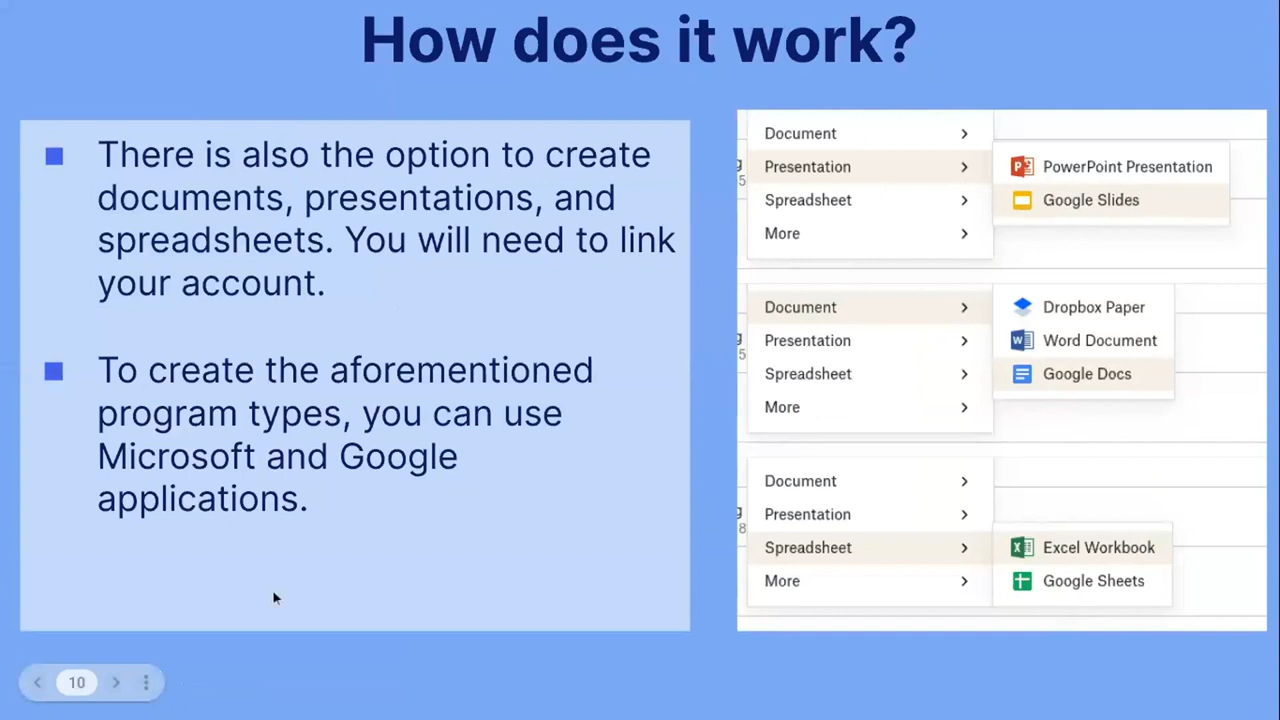 How does it work?
There is also the option to create
documents, presentations, and
spreadsheets. You will need to link
your account.
To create the aforementioned
program types, you can use
Microsoft and Google
applications.
Document
Presentation
Spreadsheet
More
PowerPoint Presentation
Google Slides
5
Document
Presentation
Spreadsheet
More
Dropbox Paper
Word Document
Google Docs
5
Document
Presentation
Spreadsheet
More
Excel Workbook
Google Sheets
8
10